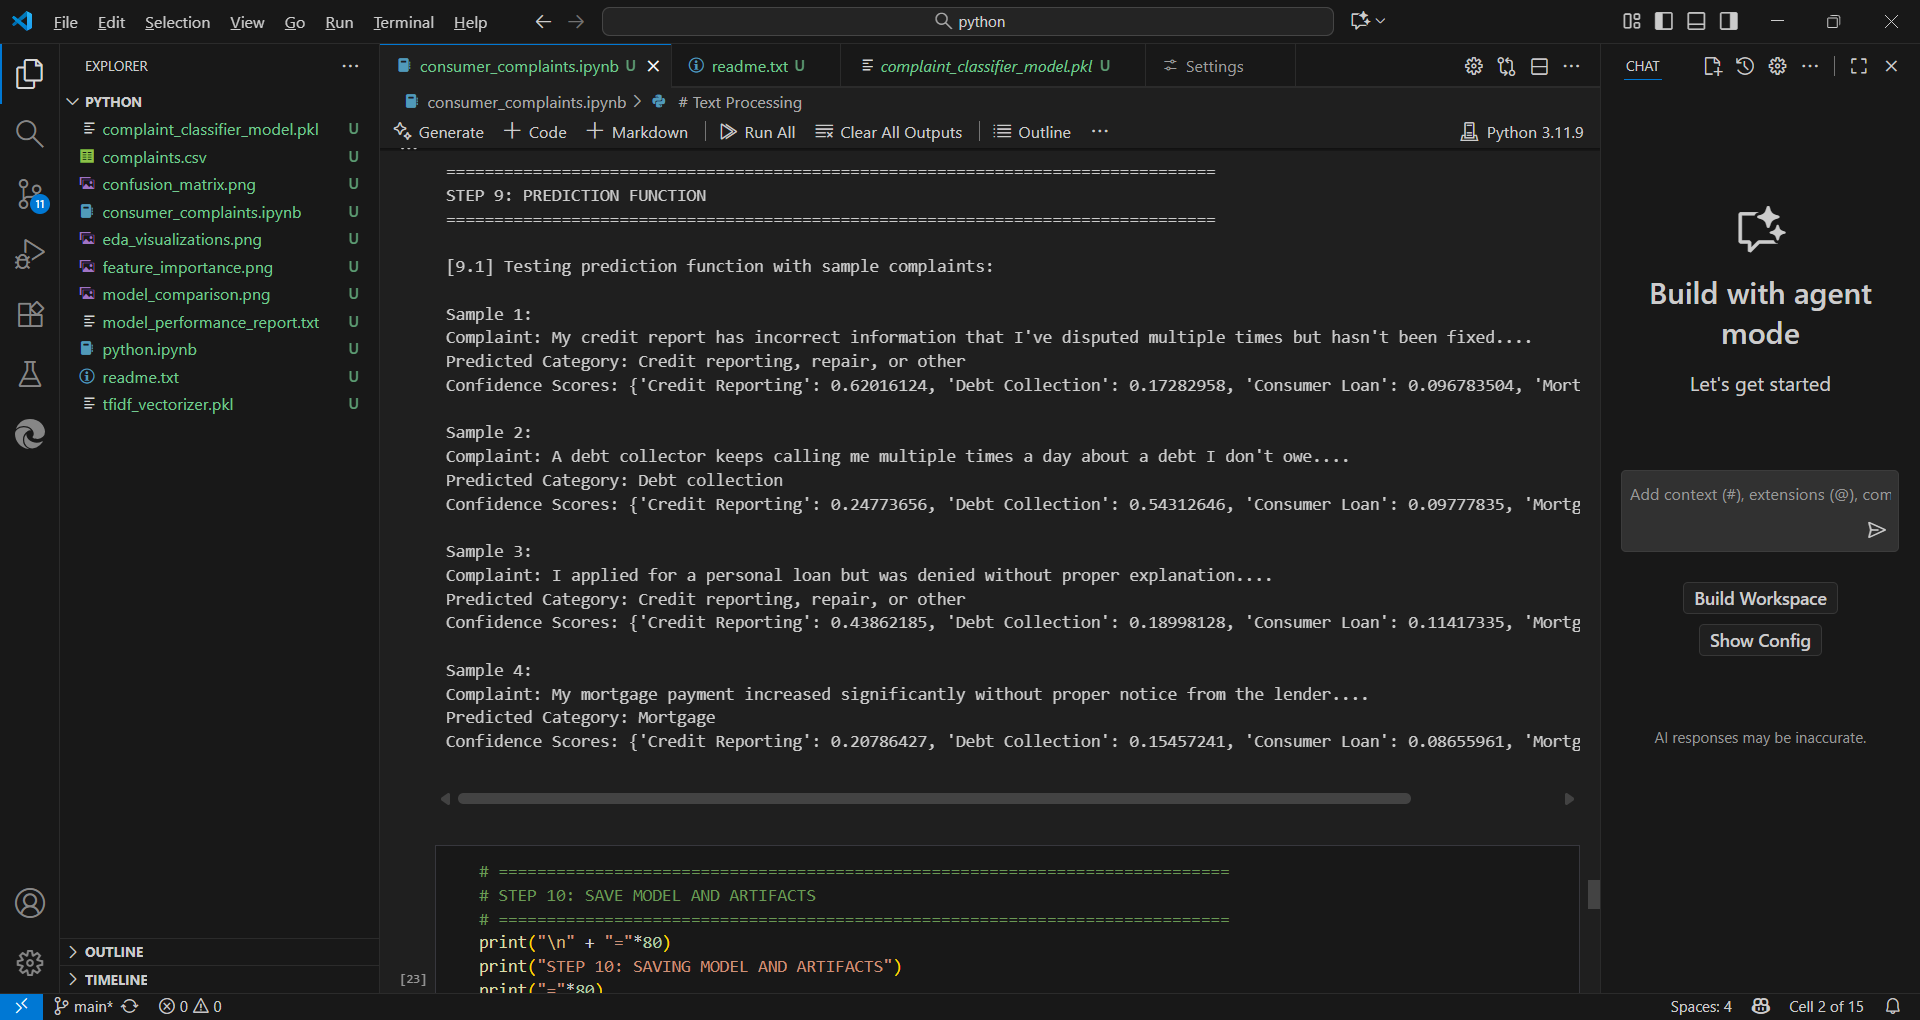 File Edit Selection View Go Run Terminal Help
python
EXPLORER
PYTHON
complaint_classifier_model.pkl U
complaints.csv U
confusion_matrix.png U
consumer_complaints.ipynb U
eda_visualizations.png U
feature_importance.png U
model_comparison.png U
model_performance_report.txt U
python.ipynb U
readme.txt U
tfidf_vectorizer.pkl U
11
OUTLINE
TIMELINE
consumer_complaints.ipynb U
readme.txt U
complaint_classifier_model.pkl U
Settings
consumer_complaints.ipynb > # Text Processing
Generate + Code + Markdown Run All Clear All Outputs Outline ...
Python 3.11.9
================================================================================
STEP 9: PREDICTION FUNCTION
================================================================================
[9.1] Testing prediction function with sample complaints:
Sample 1:
Complaint: My credit report has incorrect information that I've disputed multiple times but hasn't been fixed....
Predicted Category: Credit reporting, repair, or other
Confidence Scores: {'Credit Reporting': 0.62016124, 'Debt Collection': 0.17282958, 'Consumer Loan': 0.096783504, 'Mort
Sample 2:
Complaint: A debt collector keeps calling me multiple times a day about a debt I don't owe....
Predicted Category: Debt collection
Confidence Scores: {'Credit Reporting': 0.24773656, 'Debt Collection': 0.54312646, 'Consumer Loan': 0.09777835, 'Mortg
Sample 3:
Complaint: I applied for a personal loan but was denied without proper explanation....
Predicted Category: Credit reporting, repair, or other
Confidence Scores: {'Credit Reporting': 0.43862185, 'Debt Collection': 0.18998128, 'Consumer Loan': 0.11417335, 'Mortg
Sample 4:
Complaint: My mortgage payment increased significantly without proper notice from the lender....
Predicted Category: Mortgage
Confidence Scores: {'Credit Reporting': 0.20786427, 'Debt Collection': 0.15457241, 'Consumer Loan': 0.08655961, 'Mortg
# ============================================================================
# STEP 10: SAVE MODEL AND ARTIFACTS
# ============================================================================
print("\n" + "="*80)
print("STEP 10: SAVING MODEL AND ARTIFACTS")
print("="*80)
[23]
CHAT
Build with agent
mode
Let's get started
Add context (#), extensions (@), com
Build Workspace
Show Config
AI responses may be inaccurate.
main* 0 0
Spaces: 4 Cell 2 of 15